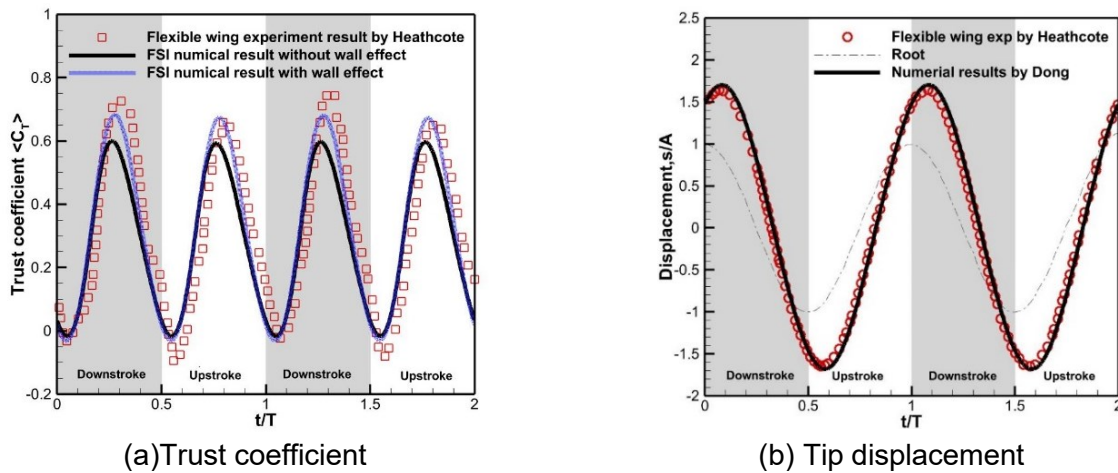 Flexible wing experiment result by Heathcote
FSI numical result without wall effect
FSI numical result with wall effect
Trust coefficient <C_T>
1
0.8
0.6
0.4
0.2
0
-0.2
Downstroke
Upstroke
Downstroke
Upstroke
0
0.5
1
1.5
2
t/T
(a)Trust coefficient
Flexible wing exp by Heathcote
Root
Numerial results by Dong
Displacement,s/A
2.5
2
1.5
1
0.5
0
-0.5
-1
-1.5
-2
Downstroke
Upstroke
Downstroke
Upstroke
0
0.5
1
1.5
2
t/T
(b) Tip displacement